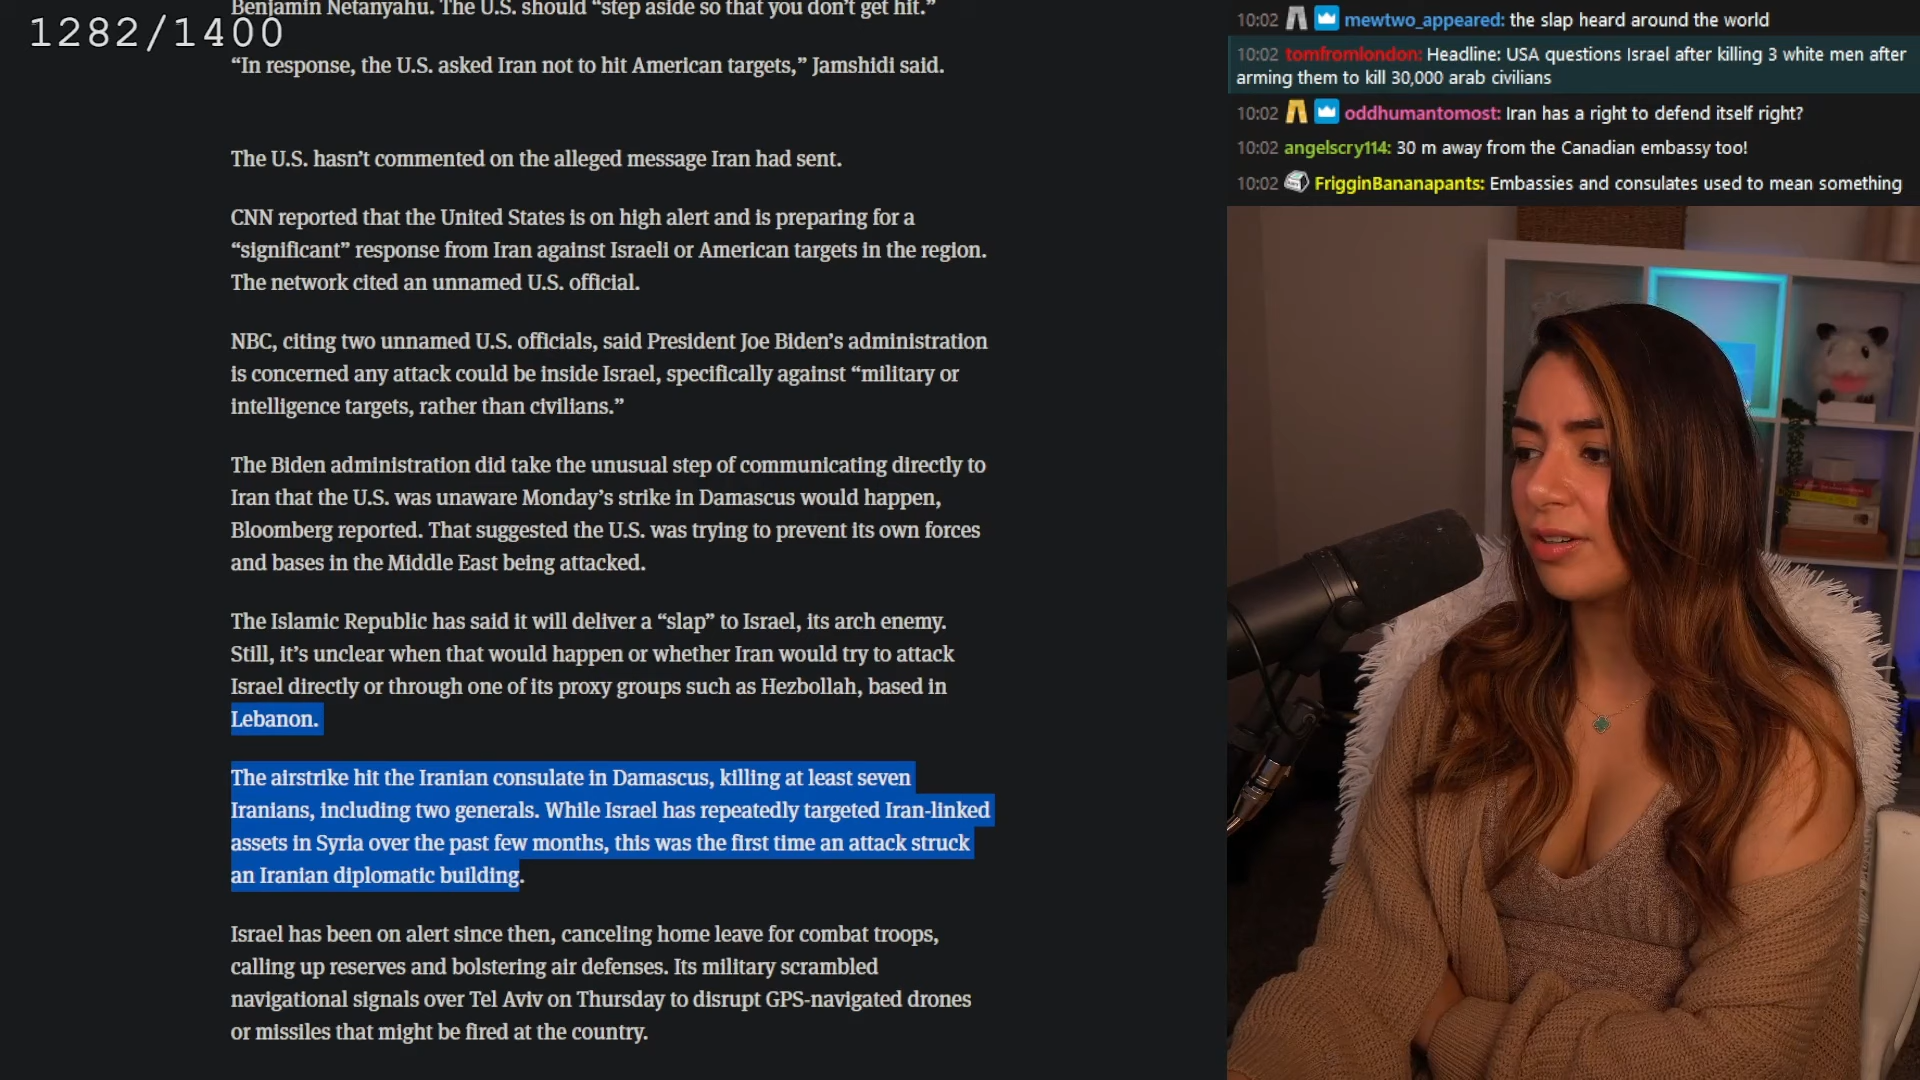 Benjamin Netanyahu. The U.S. should “step aside so that you don’t get hit.”
1282/1400
“In response, the U.S. asked Iran not to hit American targets,” Jamshidi said.
The U.S. hasn’t commented on the alleged message Iran had sent.
CNN reported that the United States is on high alert and is preparing for a
“significant” response from Iran against Israeli or American targets in the region.
The network cited an unnamed U.S. official.
NBC, citing two unnamed U.S. officials, said President Joe Biden’s administration
is concerned any attack could be inside Israel, specifically against “military or
intelligence targets, rather than civilians.”
The Biden administration did take the unusual step of communicating directly to
Iran that the U.S. was unaware Monday’s strike in Damascus would happen,
Bloomberg reported. That suggested the U.S. was trying to prevent its own forces
and bases in the Middle East being attacked.
The Islamic Republic has said it will deliver a “slap” to Israel, its arch enemy.
Still, it’s unclear when that would happen or whether Iran would try to attack
Israel directly or through one of its proxy groups such as Hezbollah, based in
Lebanon.
The airstrike hit the Iranian consulate in Damascus, killing at least seven
Iranians, including two generals. While Israel has repeatedly targeted Iran-linked
assets in Syria over the past few months, this was the first time an attack struck
an Iranian diplomatic building.
Israel has been on alert since then, canceling home leave for combat troops,
calling up reserves and bolstering air defenses. Its military scrambled
navigational signals over Tel Aviv on Thursday to disrupt GPS-navigated drones
or missiles that might be fired at the country.
10:02 mewtwo_appeared: the slap heard around the world
10:02 tomfromlondon: Headline: USA questions Israel after killing 3 white men after
arming them to kill 30,000 arab civilians
10:02 oddhumantomost: Iran has a right to defend itself right?
10:02 angelscry114: 30 m away from the Canadian embassy too!
10:02 FrigginBananapants: Embassies and consulates used to mean something